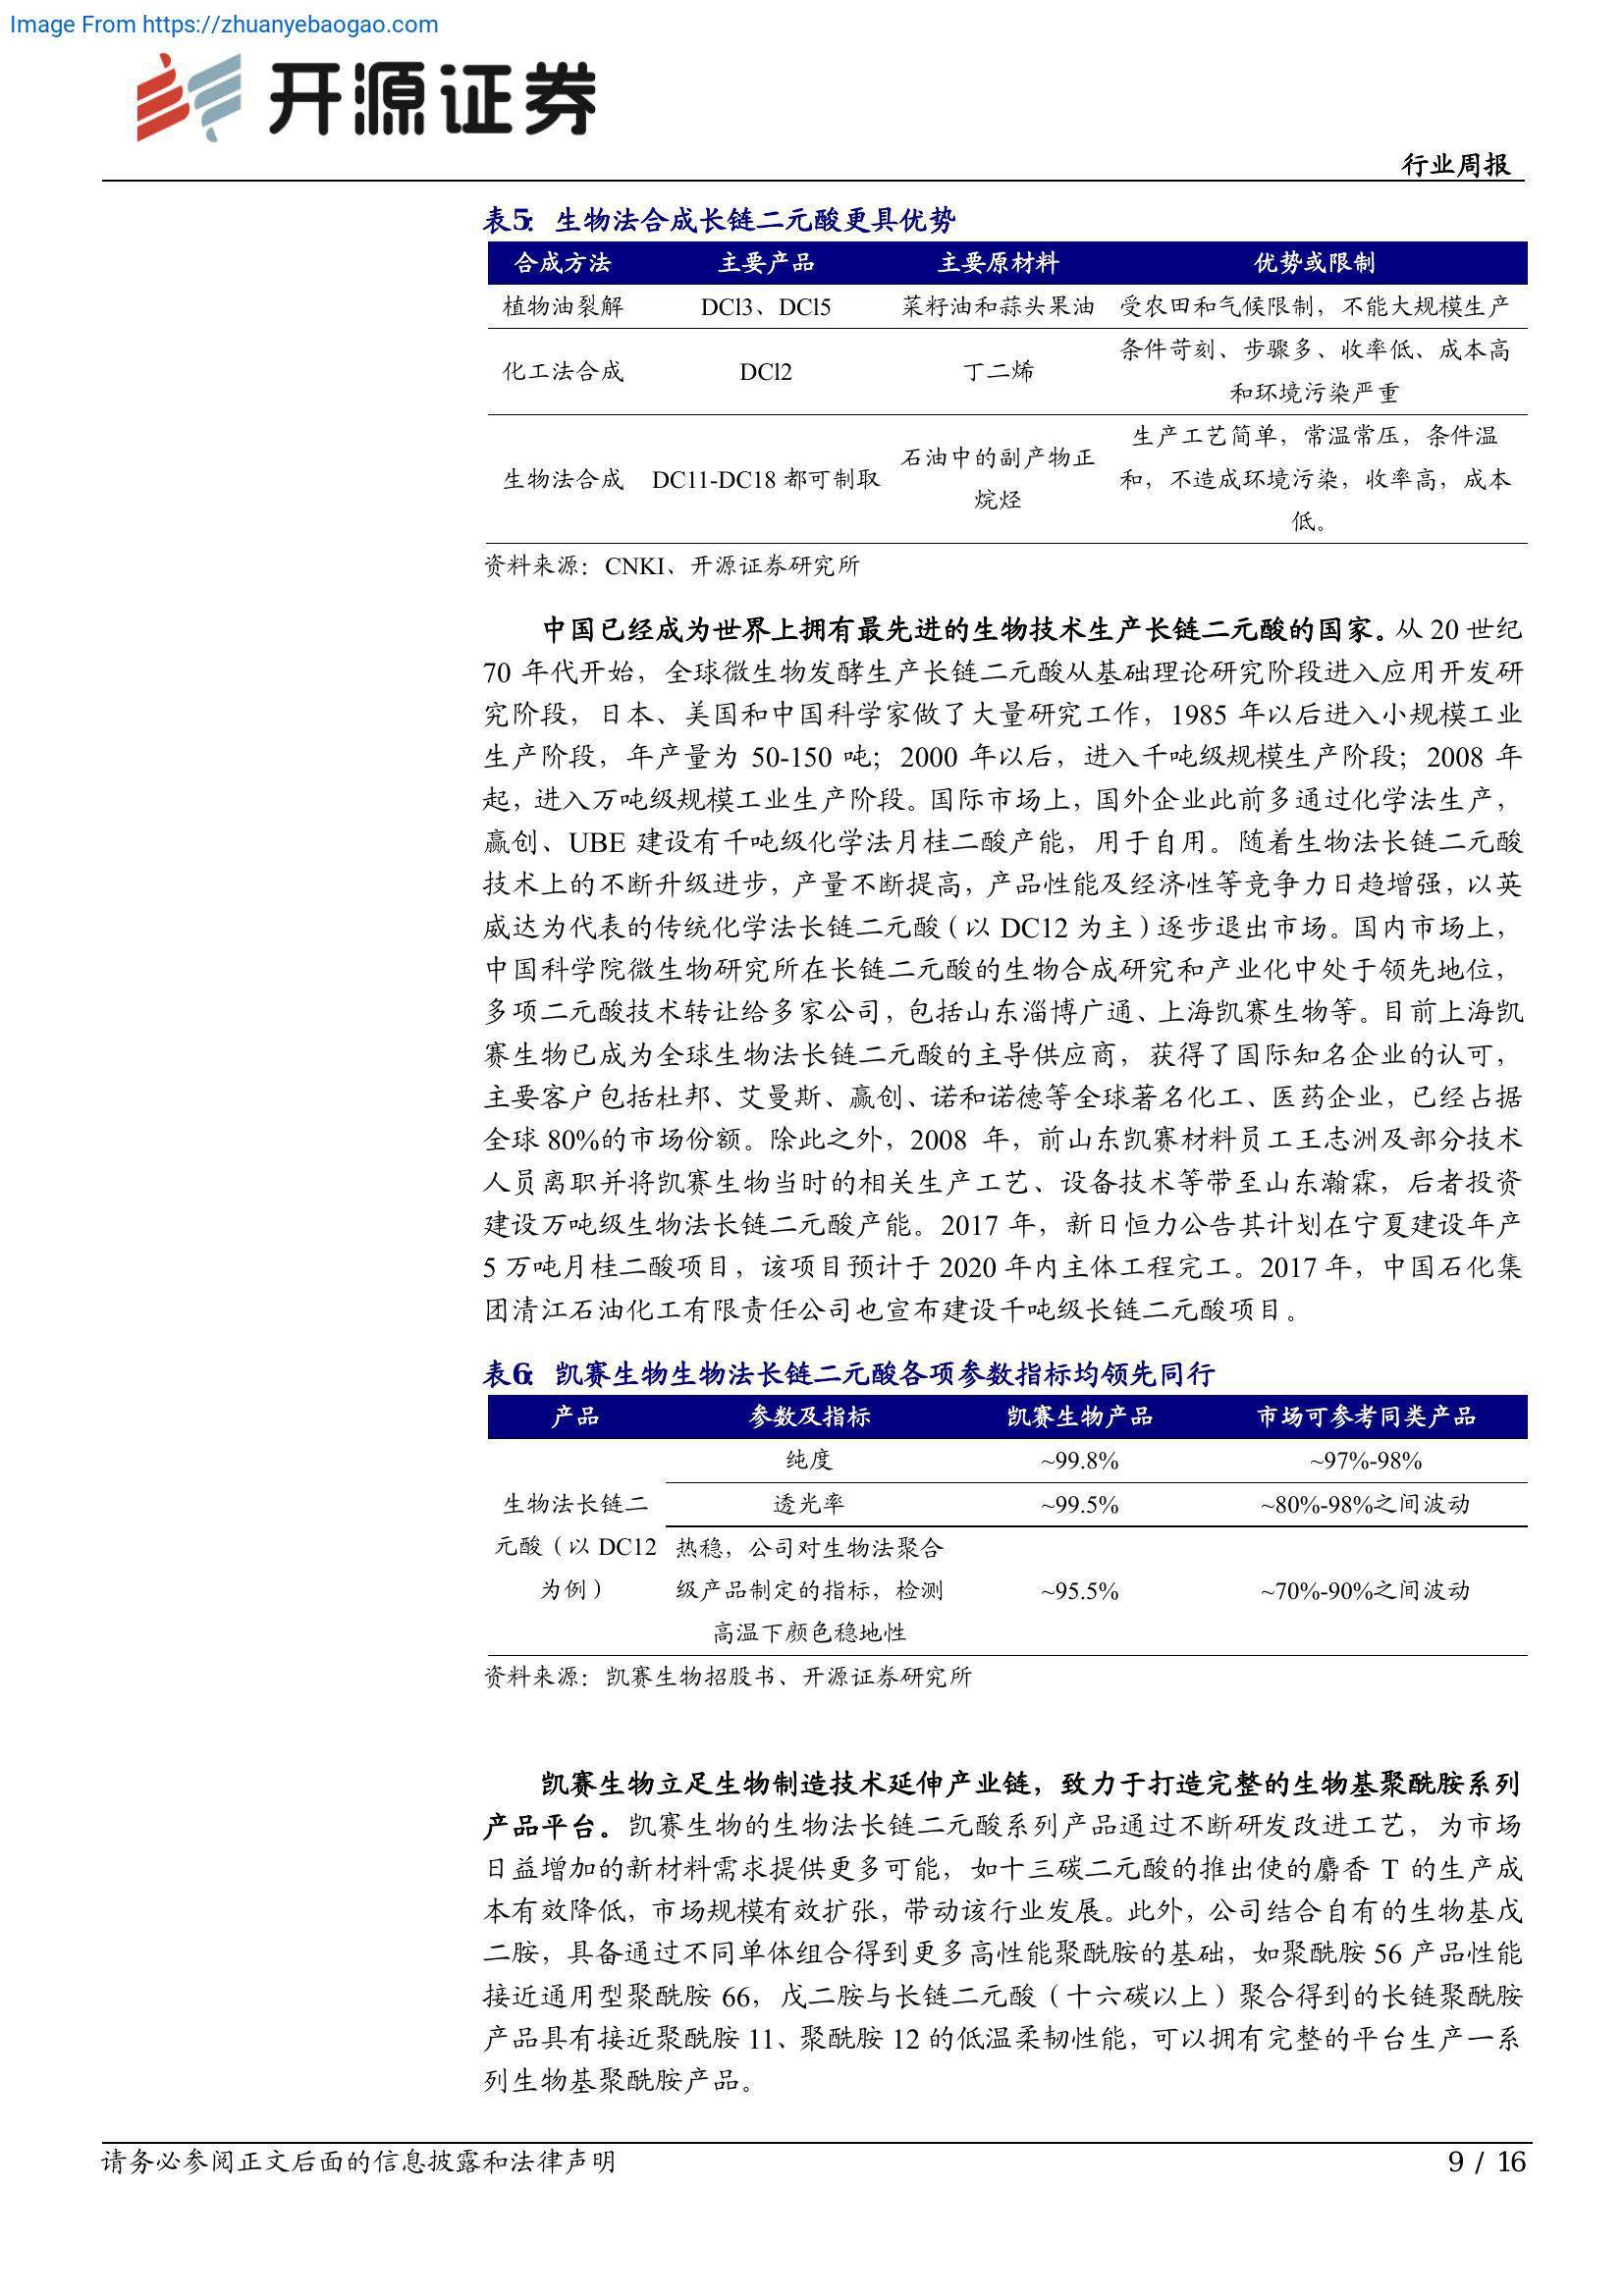 Image From https://zhuanyebaogao.com
开源证券
行业周报
表5： 生物法合成长链二元酸更具优势
合成方法 主要产品 主要原材料 优势或限制
植物油裂解 DCl3、DCl5 菜籽油和蒜头果油 受农田和气候限制，不能大规模生产
化工法合成 DCl2 丁二烯 条件苛刻、步骤多、收率低、成本高
和环境污染严重
生物法合成 DC11-DC18 都可制取 石油中的副产物正
烷烃
生产工艺简单，常温常压，条件温
和，不造成环境污染，收率高，成本
低。
资料来源：CNKI、开源证券研究所
中国已经成为世界上拥有最先进的生物技术生产长链二元酸的国家。从 20 世纪
70 年代开始，全球微生物发酵生产长链二元酸从基础理论研究阶段进入应用开发研
究阶段，日本、美国和中国科学家做了大量研究工作，1985 年以后进入小规模工业
生产阶段，年产量为 50-150 吨；2000 年以后，进入千吨级规模生产阶段；2008 年
起，进入万吨级规模工业生产阶段。国际市场上，国外企业此前多通过化学法生产，
赢创、UBE 建设有千吨级化学法月桂二酸产能，用于自用。随着生物法长链二元酸
技术上的不断升级进步，产量不断提高，产品性能及经济性等竞争力日趋增强，以英
威达为代表的传统化学法长链二元酸（以 DC12 为主）逐步退出市场。国内市场上，
中国科学院微生物研究所在长链二元酸的生物合成研究和产业化中处于领先地位，
多项二元酸技术转让给多家公司，包括山东淄博广通、上海凯赛生物等。目前上海凯
赛生物已成为全球生物法长链二元酸的主导供应商，获得了国际知名企业的认可，
主要客户包括杜邦、艾曼斯、赢创、诺和诺德等全球著名化工、医药企业，已经占据
全球 80%的市场份额。除此之外，2008 年，前山东凯赛材料员工王志洲及部分技术
人员离职并将凯赛生物当时的相关生产工艺、设备技术等带至山东瀚霖，后者投资
建设万吨级生物法长链二元酸产能。2017 年，新日恒力公告其计划在宁夏建设年产
5 万吨月桂二酸项目，该项目预计于 2020 年内主体工程完工。2017 年，中国石化集
团清江石油化工有限责任公司也宣布建设千吨级长链二元酸项目。
表6： 凯赛生物生物法长链二元酸各项参数指标均领先同行
产品 参数及指标 凯赛生物产品 市场可参考同类产品
纯度 ~99.8% ~97%-98%
生物法长链二
元酸（以 DC12
为例）
透光率 ~99.5% ~80%-98%之间波动
热稳，公司对生物法聚合
级产品制定的指标，检测
高温下颜色稳地性
~95.5% ~70%-90%之间波动
资料来源：凯赛生物招股书、开源证券研究所
凯赛生物立足生物制造技术延伸产业链，致力于打造完整的生物基聚酰胺系列
产品平台。凯赛生物的生物法长链二元酸系列产品通过不断研发改进工艺，为市场
日益增加的新材料需求提供更多可能，如十三碳二元酸的推出使的麝香 T 的生产成
本有效降低，市场规模有效扩张，带动该行业发展。此外，公司结合自有的生物基戊
二胺，具备通过不同单体组合得到更多高性能聚酰胺的基础，如聚酰胺 56 产品性能
接近通用型聚酰胺 66，戊二胺与长链二元酸（十六碳以上）聚合得到的长链聚酰胺
产品具有接近聚酰胺 11、聚酰胺 12 的低温柔韧性能，可以拥有完整的平台生产一系
列生物基聚酰胺产品。
请务必参阅正文后面的信息披露和法律声明
9 / 16